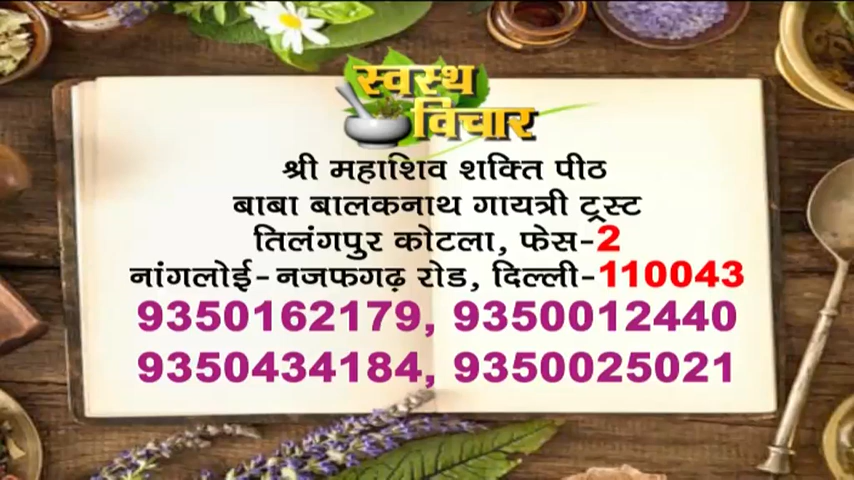 स्वस्थ
विचार
श्री महाशिव शक्ति पीठ
बाबा बालकनाथ गायत्री ट्रस्ट
तिलंगपुर कोटला, फेस-2
नांगलोई-नजफगढ़ रोड, दिल्ली-110043
9350162179, 9350012440
9350434184, 9350025021